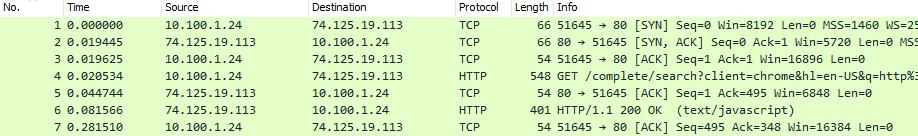 No. Time Source Destination Protocol Length Info
1 0.000000 10.100.1.24 74.125.19.113 TCP 66 51645 → 80 [SYN] Seq=0 Win=8192 Len=0 MSS=1460 WS=25
2 0.019445 74.125.19.113 10.100.1.24 TCP 66 80 → 51645 [SYN, ACK] Seq=0 Ack=1 Win=5720 Len=0 MSS
3 0.019625 10.100.1.24 74.125.19.113 TCP 54 51645 → 80 [ACK] Seq=1 Ack=1 Win=16896 Len=0
4 0.020534 10.100.1.24 74.125.19.113 HTTP 548 GET /complete/search?client=chrome&hl=en-US&q=http%3
5 0.044744 74.125.19.113 10.100.1.24 TCP 54 80 → 51645 [ACK] Seq=1 Ack=495 Win=6848 Len=0
6 0.081566 74.125.19.113 10.100.1.24 HTTP 401 HTTP/1.1 200 OK (text/javascript)
7 0.281510 10.100.1.24 74.125.19.113 TCP 54 51645 → 80 [ACK] Seq=495 Ack=348 Win=16384 Len=0